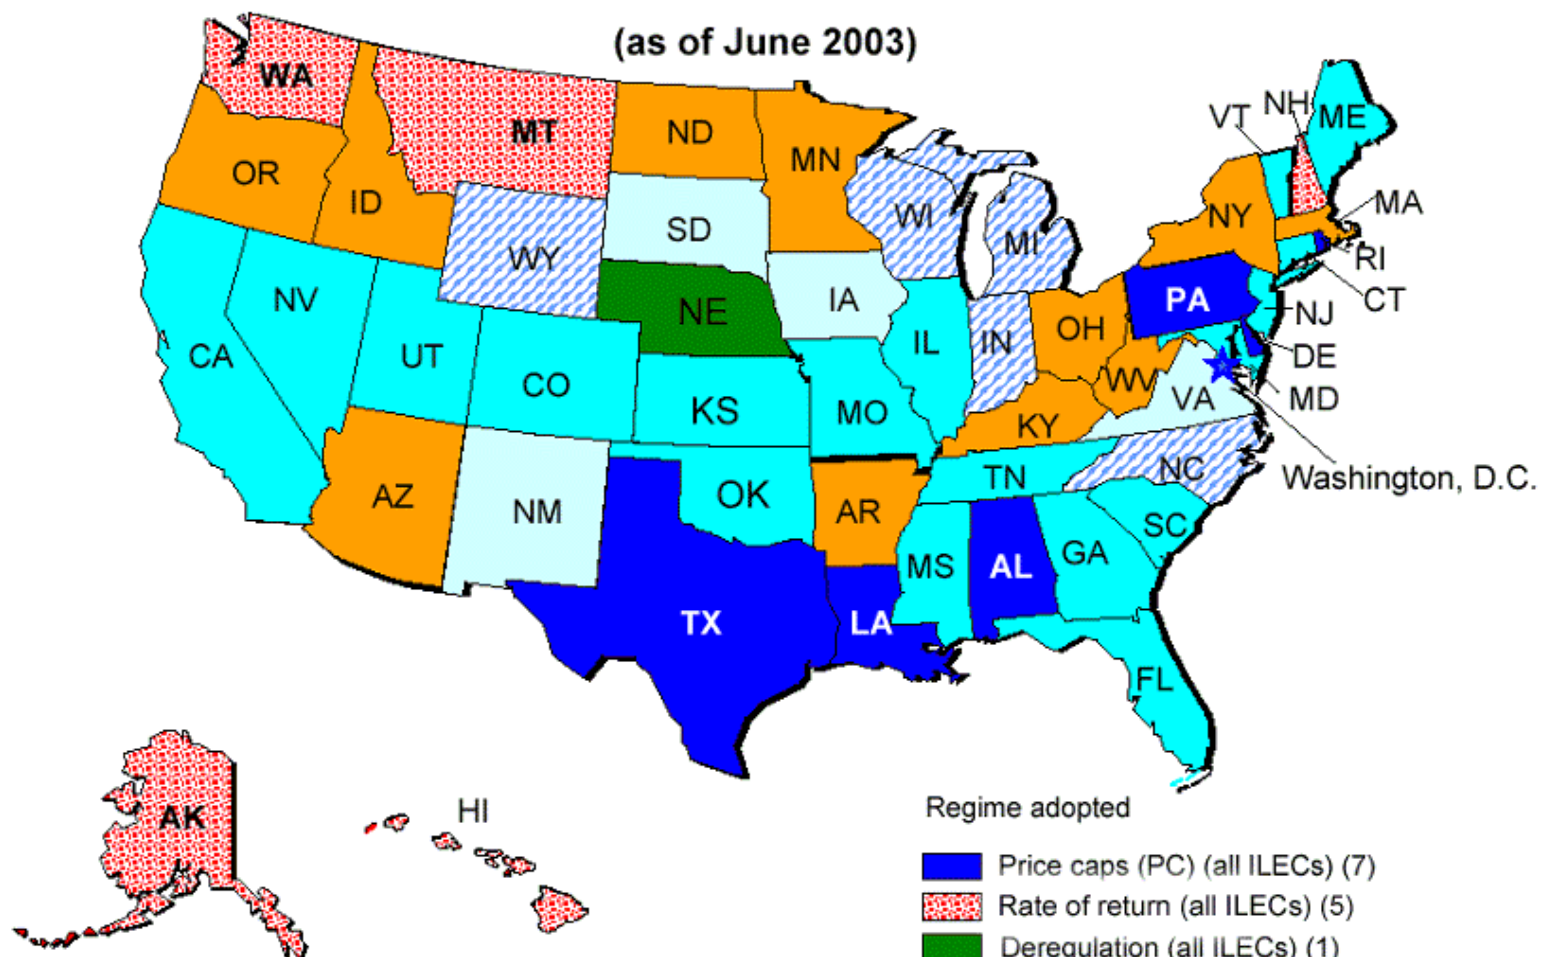 (as of June 2003)
WA
MT
ND
MN
VT
NH
ME
OR
ID
WY
SD
WI
MI
NY
MA
RI
CT
NV
NE
IA
IL
IN
OH
PA
NJ
DE
MD
CA
UT
CO
KS
MO
KY
WV
VA
Washington, D.C.
AZ
NM
OK
AR
TN
NC
SC
MS
AL
GA
TX
LA
FL
AK
HI
Regime adopted
Price caps (PC) (all ILECs) (7)
Rate of return (all ILECs) (5)
Deregulation (all ILECs) (1)